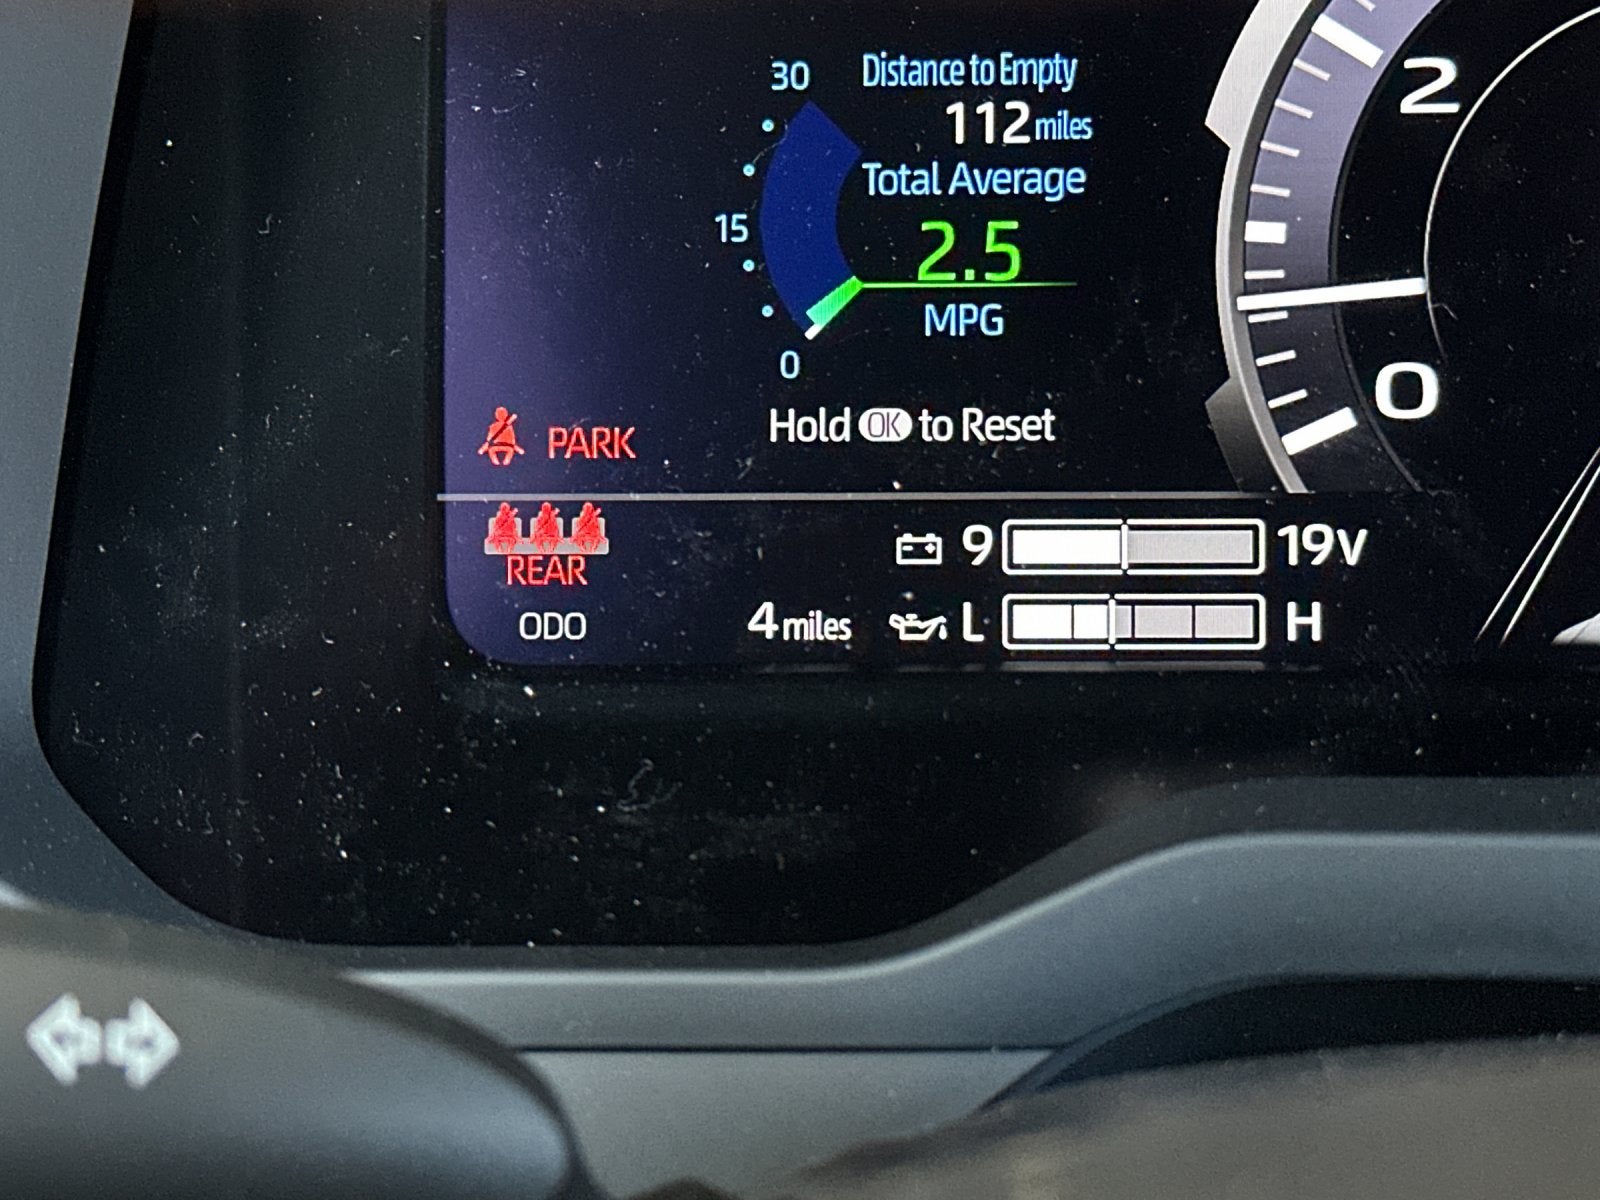 30
Distance to Empty
112 miles
Total Average
15
2.5
MPG
0
Hold OK to Reset
PARK
REAR
ODO 4 miles
9 19V
L H
2
0